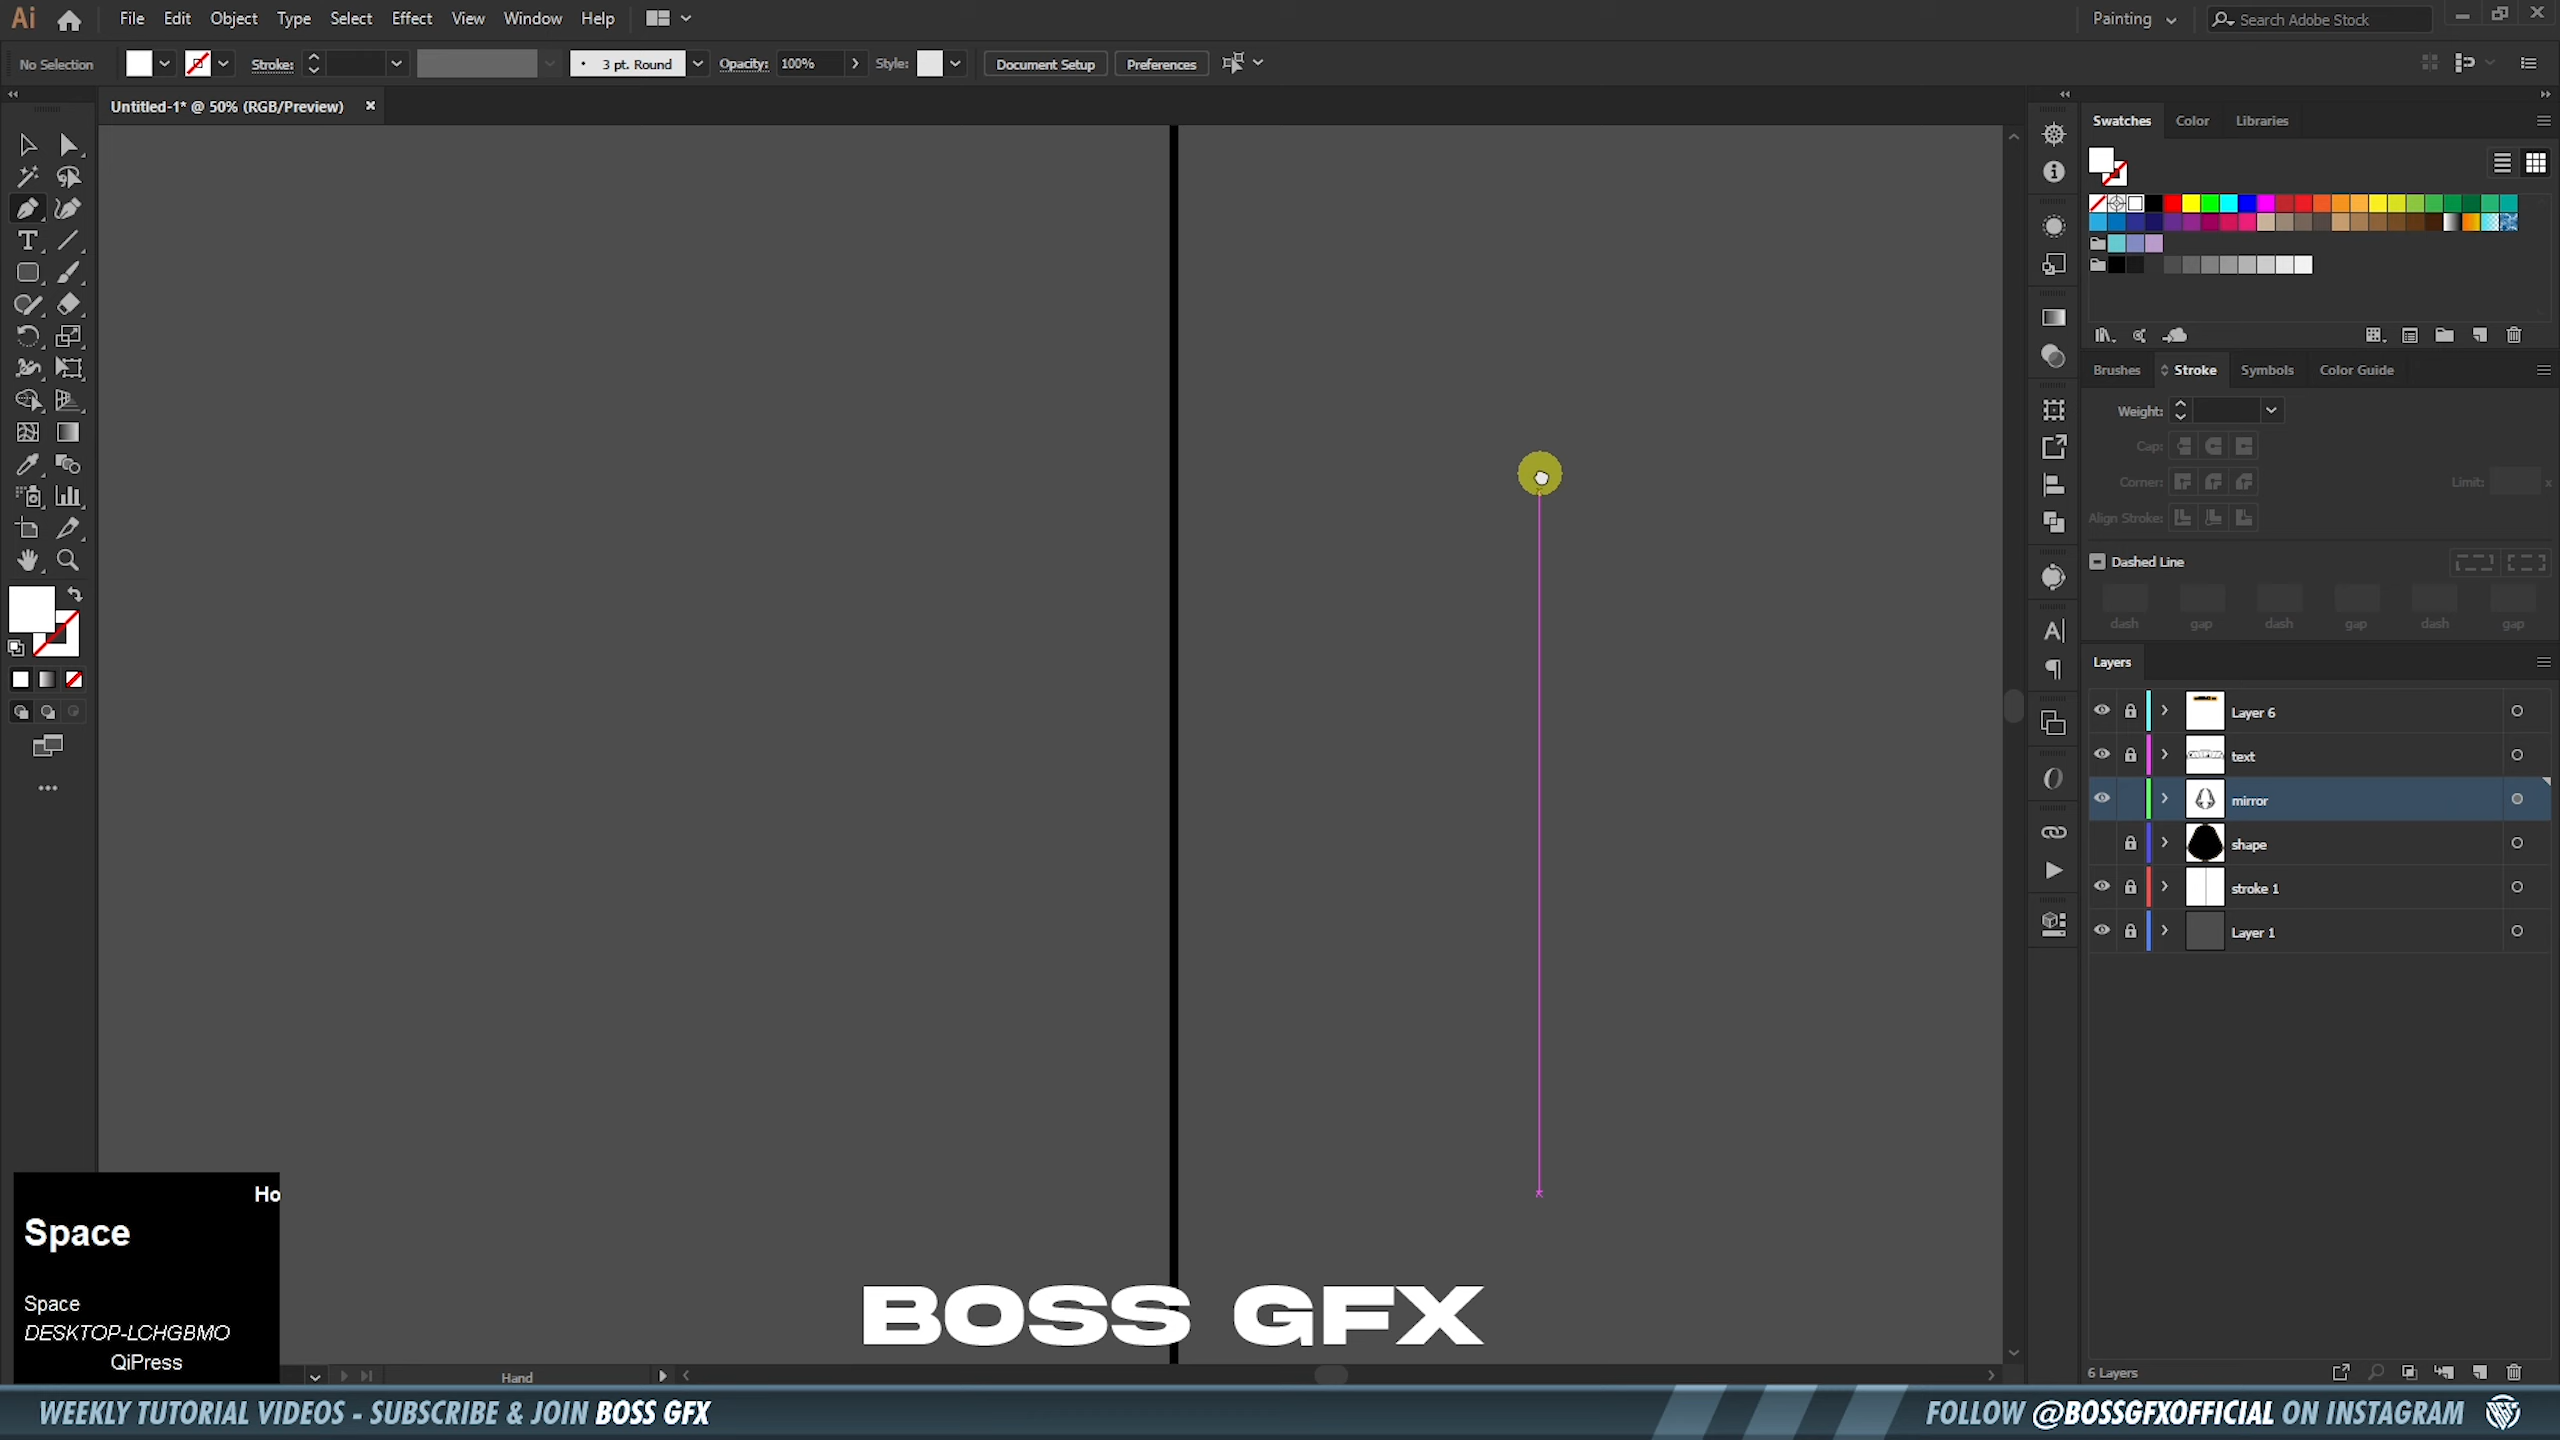 Ai File Edit Object Type Select Effect View Window Help Painting Search Adobe Stock
No Selection Stroke: 3 pt. Round Opacity: 100% Style: Document Setup Preferences
Untitled-1* @ 50% (RGB/Preview)
Swatches Color Libraries
Brushes Stroke Symbols Color Guide
Weight:
Cap:
Corner: Limit: x
Align Stroke:
Dashed Line
dash gap dash gap dash gap
Layers
Layer 6
text
mirror
shape
stroke 1
Layer 1
6 Layers
Ho
Space
Space
DESKTOP-LCHGBMO
QiPress
Hand
BOSS GFX
WEEKLY TUTORIAL VIDEOS - SUBSCRIBE & JOIN BOSS GFX
FOLLOW @BOSSGFXOFFICIAL ON INSTAGRAM